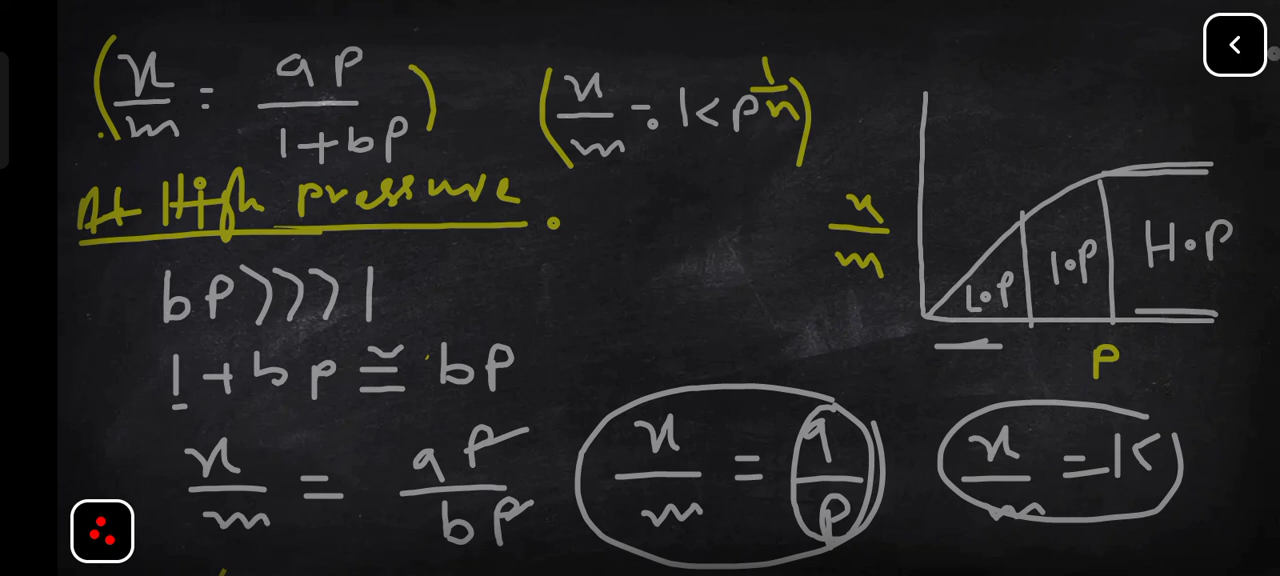 (x/m = ap/1+bp) (x/m = Kp^1/n)
At High pressure.
bp>>>1
1+bp ≅ bp
x/m = ap/bp
x/m = a/p
x/m = K
x/m
L.P
I.P
H.P
P